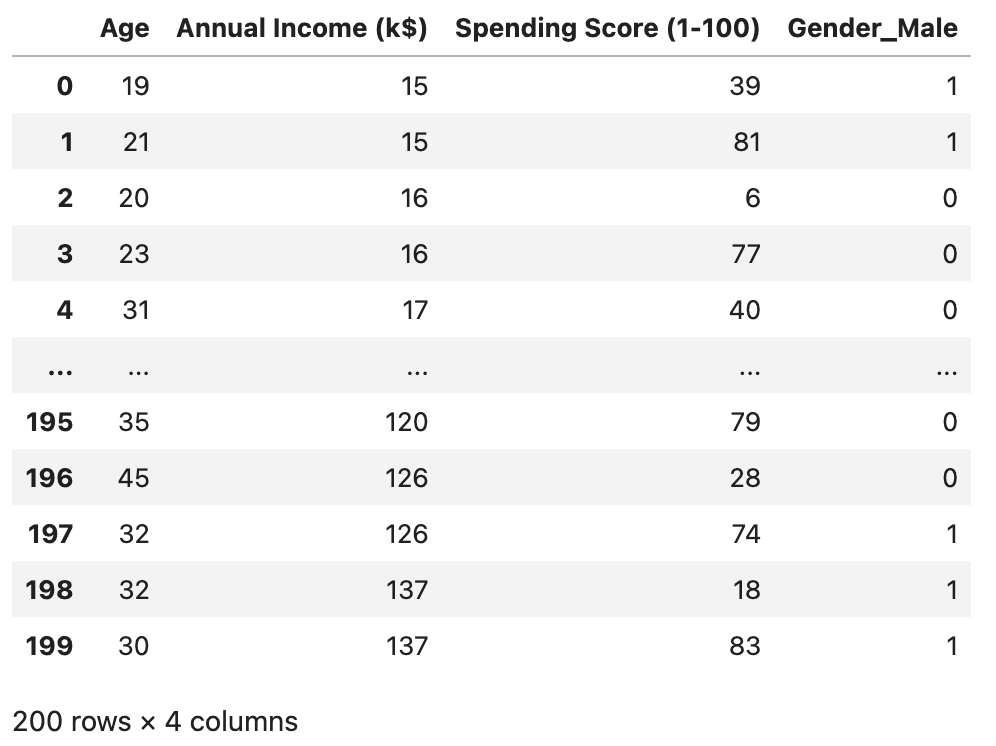 Age Annual Income (k$) Spending Score (1-100) Gender_Male
0 19 15 39 1
1 21 15 81 1
2 20 16 6 0
3 23 16 77 0
4 31 17 40 0
... ... ... ... ...
195 35 120 79 0
196 45 126 28 0
197 32 126 74 1
198 32 137 18 1
199 30 137 83 1
200 rows × 4 columns